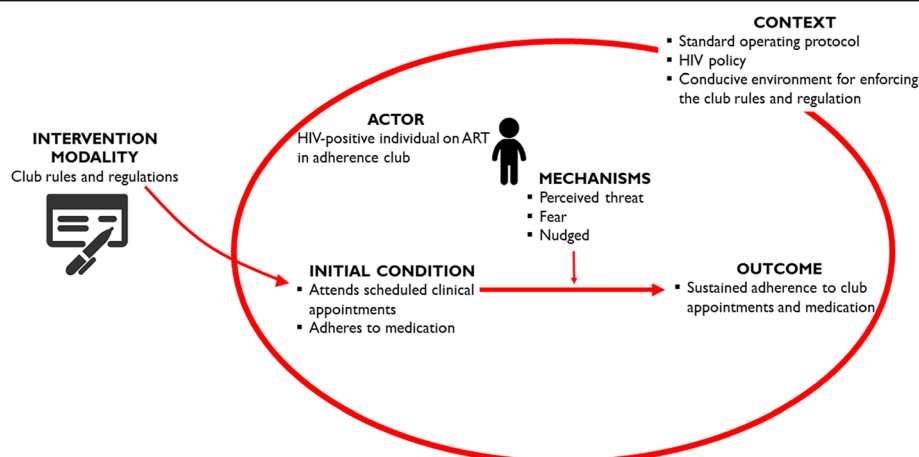 CONTEXT
▪ Standard operating protocol
▪ HIV policy
▪ Conducive environment for enforcing
the club rules and regulation
ACTOR
HIV-positive individual on ART
in adherence club
INTERVENTION
MODALITY
Club rules and regulations
MECHANISMS
▪ Perceived threat
▪ Fear
▪ Nudged
INITIAL CONDITION
▪ Attends scheduled clinical
appointments
▪ Adheres to medication
OUTCOME
▪ Sustained adherence to club
appointments and medication